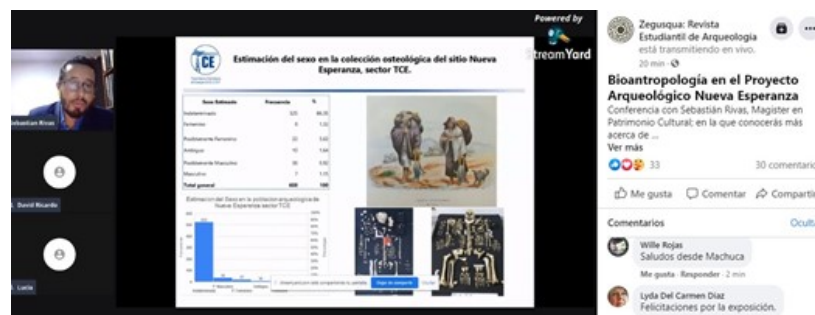 Powered by
StreamYard
Sebastian Rivas
David Ricardo
Lucia
TCE
Estimación del sexo en la colección osteológica del sitio Nueva
Esperanza, sector TCE.
Sexo Estimado Frecuencia %
Indeterminado
Femenino
Posiblemente Femenino
Ambiguo
Posiblemente Masculino
Masculino
Total general 100
Estimación del Sexo en la población arqueológica de
Nueva Esperanza sector TCE
Zegusqua: Revista
Estudiantil de Arqueología
está transmitiendo en vivo.
20 min
Bioantropología en el Proyecto
Arqueológico Nueva Esperanza
Conferencia con Sebastián Rivas, Magister en
Patrimonio Cultural; en la que conocerás más
acerca de ...
Ver más
33 30 comentario
Me gusta Comentar Compartir
Comentarios Oculta
Wille Rojas
Saludos desde Machuca
Me gusta · Responder · 2 min
Lyda Del Carmen Diaz
Felicitaciones por la exposición.